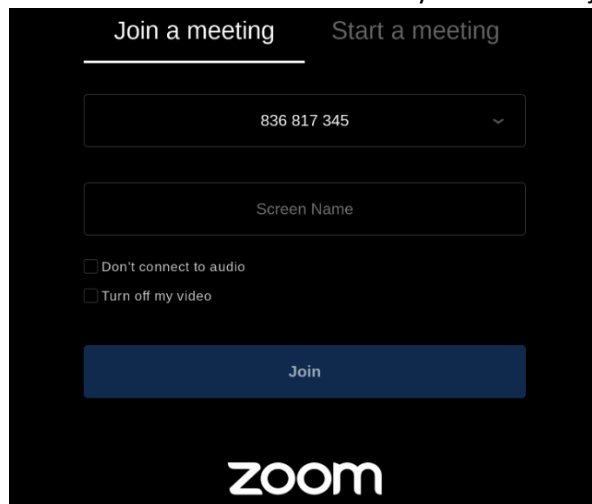 Join a meeting Start a meeting
836 817 345
Screen Name
Don't connect to audio
Turn off my video
Join
zoom